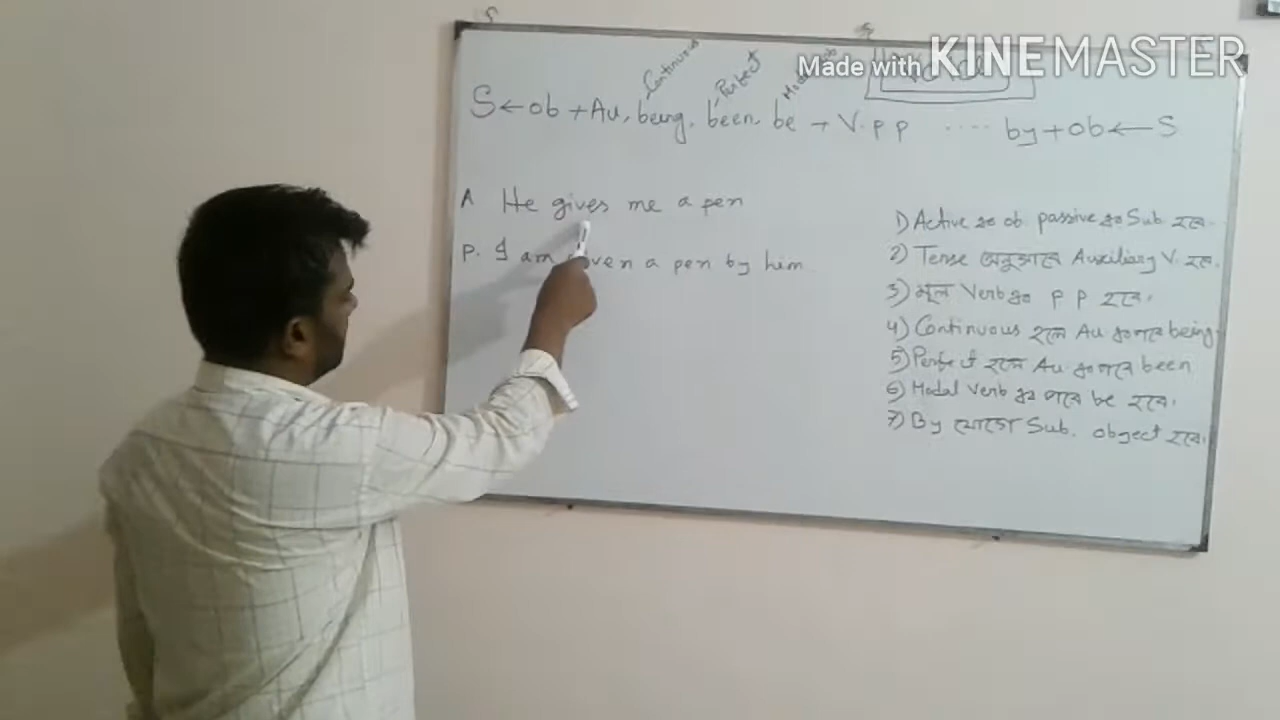 Made with KINEMASTER
Continuous Perfect
S ← ob + Au, being, been, be + V. p p .... by + ob ← S
A He gives me a pen
P. I am given a pen by him
1) Active এর ob. passive এর Sub. হবে.
2) Tense অনুসারে Auxiliary V. হবে.
3) মূল Verb এর P P হবে.
4) Continuous হলে Au এর পরে being.
5) Perfect হলে Au এর পরে been
6) Modal Verb এর পরে be হবে.
7) By যোগে Sub. object হবে.